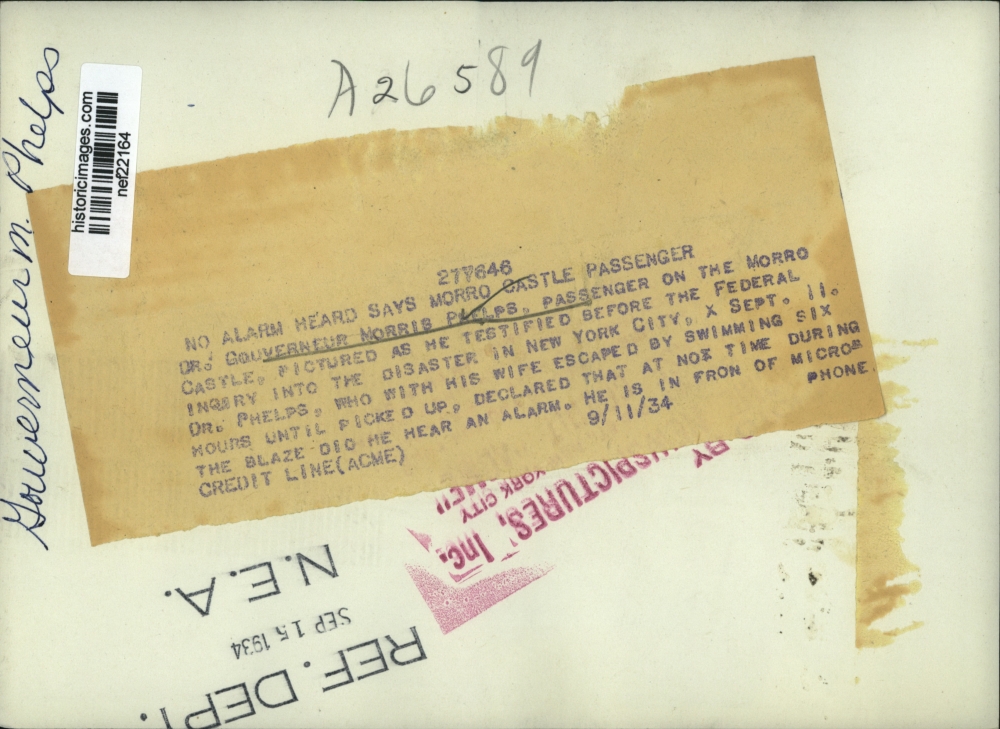 A26589
Gouverneur M. Phelps
historicimages.com
nef22164
277646
NO ALARM HEARD SAYS MORRO CASTLE PASSENGER
DR. GOUVERNEUR MORRIS PHELPS, PASSENGER ON THE MORRO
CASTLE, PICTURED AS HE TESTIFIED BEFORE THE FEDERAL
INQIRY INTO THE DISASTER IN NEW YORK CITY, X SEPT. 11.
DR. PHELPS, WHO WITH HIS WIFE ESCAPED BY SWIMMING SIX
HOURS UNTIL PICKED UP, DECLARED THAT AT NOX TIME DURING
THE BLAZE DID HE HEAR AN ALARM. HE IS IN FRON OF MICRO=
PHONE.
CREDIT LINE(ACME) 9/11/34
BY
PICTURES, Inc.
YORK CITY
N.E.A.
SEP 15 1934
REF. DEPT.